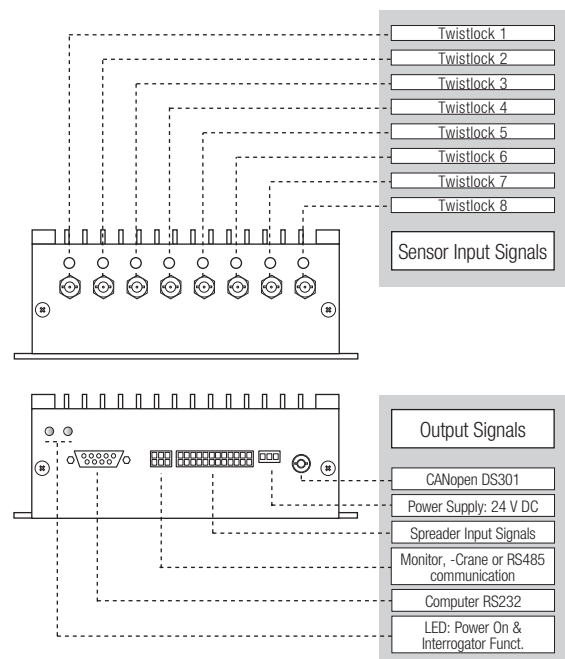 Twistlock 1
Twistlock 2
Twistlock 3
Twistlock 4
Twistlock 5
Twistlock 6
Twistlock 7
Twistlock 8
Sensor Input Signals
Output Signals
CANopen DS301
Power Supply: 24 V DC
Spreader Input Signals
Monitor, -Crane or RS485
communication
Computer RS232
LED: Power On &
Interrogator Funct.